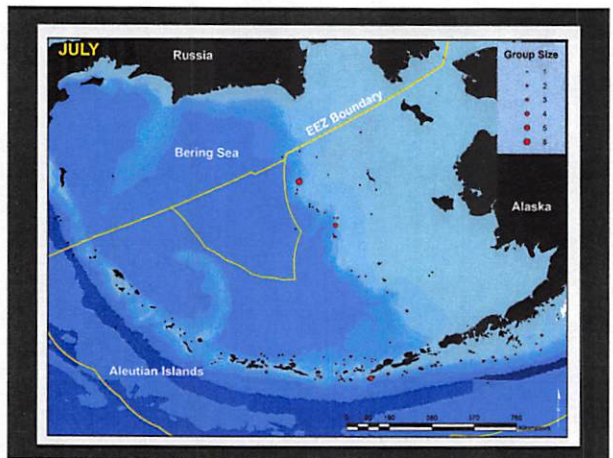 JULY
Russia
Group Size
1
2
3
4
5
6
EEZ Boundary
Bering Sea
Alaska
Aleutian Islands